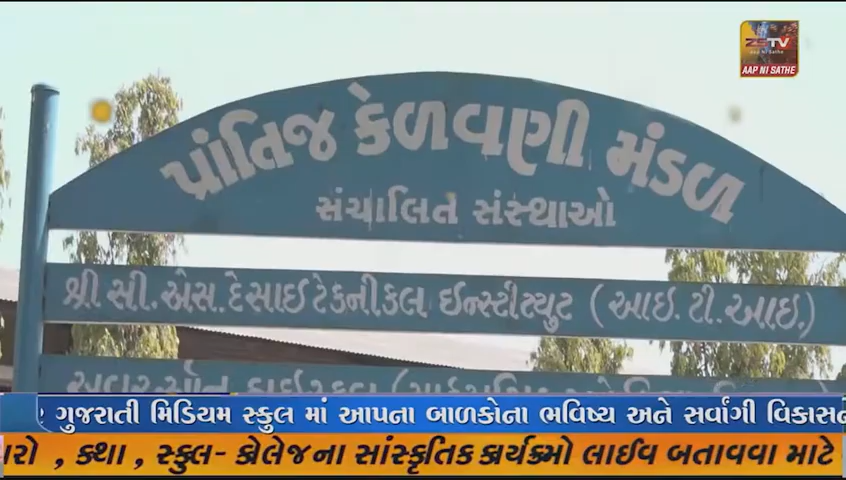 ZCTV
AAP NI SATHE
પ્રાંતિજ કેળવણી મંડળ
સંચાલિત સંસ્થાઓ
શ્રી સી. એસ. દેસાઇ ટેકનીકલ ઇન્સ્ટીટ્યુટ (આઇ. ટી. આઇ.)
ગુજરાતી મિડિયમ સ્કુલ માં આપના બાળકોના ભવિષ્ય અને સર્વાંગી વિકાસ
, કથા , સ્કુલ- કોલેજના સાંસ્કૃતિક કાર્યક્રમો લાઈવ બતાવવા માટે